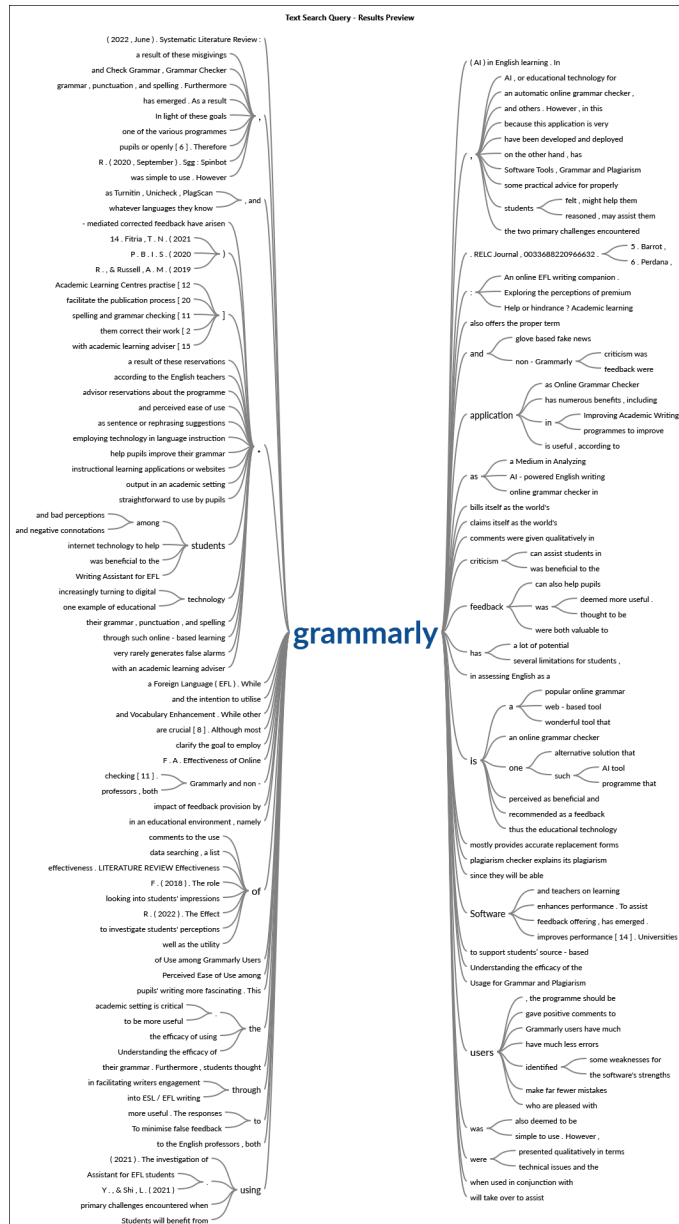 Text Search Query - Results Preview
( 2022 , June ) . Systematic Literature Review :
a result of these misgivings
and Check Grammar , Grammar Checker
grammar , punctuation , and spelling . Furthermore
has emerged . As a result
In light of these goals
one of the various programmes
pupils or openly [ 6 ] . Therefore
R . ( 2020 , September ) . Sgg : Spinbot
was simple to use . However
,
as Turnitin , Unicheck , PlagScan
whatever languages they know
, and
- mediated corrected feedback have arisen
14 . Fitria , T . N . ( 2021
P . B . I . S . ( 2020
R . , & Russell , A . M . ( 2019
)
Academic Learning Centres practise [ 12
facilitate the publication process [ 20
spelling and grammar checking [ 11
them correct their work [ 2
with academic learning adviser [ 15
]
a result of these reservations
according to the English teachers
advisor reservations about the programme
and perceived ease of use
as sentence or rephrasing suggestions
employing technology in language instruction
help pupils improve their grammar
instructional learning applications or websites
output in an academic setting
straightforward to use by pupils
.
and bad perceptions
and negative connotations
among
internet technology to help
was beneficial to the
Writing Assistant for EFL
students
increasingly turning to digital
one example of educational
technology
their grammar , punctuation , and spelling
through such online - based learning
very rarely generates false alarms
with an academic learning adviser
a Foreign Language ( EFL ) . While
and the intention to utilise
and Vocabulary Enhancement . While other
are crucial [ 8 ] . Although most
clarify the goal to employ
F . A . Effectiveness of Online
checking [ 11 ] .
professors , both
Grammarly and non -
impact of feedback provision by
in an educational environment , namely
comments to the use
data searching , a list
effectiveness . LITERATURE REVIEW Effectiveness
F . ( 2018 ) . The role
looking into students' impressions
R . ( 2022 ) . The Effect
to investigate students' perceptions
well as the utility
of
of Use among Grammarly Users
Perceived Ease of Use among
pupils' writing more fascinating . This
academic setting is critical
to be more useful
.
the efficacy of using
Understanding the efficacy of
the
their grammar . Furthermore , students thought
in facilitating writers engagement
into ESL / EFL writing
through
more useful . The responses
To minimise false feedback
to
to the English professors , both
( 2021 ) . The investigation of
Assistant for EFL students
Y . , & Shi , L . ( 2021 )
.
primary challenges encountered when
Students will benefit from
using
grammarly
( AI ) in English learning . In
,
AI , or educational technology for
an automatic online grammar checker ,
and others . However , in this
because this application is very
have been developed and deployed
on the other hand , has
Software Tools , Grammar and Plagiarism
some practical advice for properly
students
felt , might help them
reasoned , may assist them
the two primary challenges encountered
. RELC Journal , 0033688220966632 .
5 . Barrot ,
6 . Perdana ,
:
An online EFL writing companion .
Exploring the perceptions of premium
Help or hindrance ? Academic learning
also offers the proper term
and
glove based fake news
non - Grammarly
criticism was
feedback were
application
as Online Grammar Checker
has numerous benefits , including
in
Improving Academic Writing
programmes to improve
is useful , according to
as
a Medium in Analyzing
AI - powered English writing
online grammar checker in
bills itself as the world's
claims itself as the world's
comments were given qualitatively in
criticism
can assist students in
was beneficial to the
feedback
can also help pupils
was
deemed more useful .
thought to be
were both valuable to
has
a lot of potential
several limitations for students ,
in assessing English as a
is
a
popular online grammar
web - based tool
wonderful tool that
an online grammar checker
one
alternative solution that
such
AI tool
programme that
perceived as beneficial and
recommended as a feedback
thus the educational technology
mostly provides accurate replacement forms
plagiarism checker explains its plagiarism
since they will be able
Software
and teachers on learning
enhances performance . To assist
feedback offering , has emerged .
improves performance [ 14 ] . Universities
to support students' source - based
Understanding the efficacy of the
Usage for Grammar and Plagiarism
users
, the programme should be
gave positive comments to
Grammarly users have much
have much less errors
identified
some weaknesses for
the software's strengths
make far fewer mistakes
who are pleased with
was
also deemed to be
simple to use . However ,
were
presented qualitatively in terms
technical issues and the
when used in conjunction with
will take over to assist